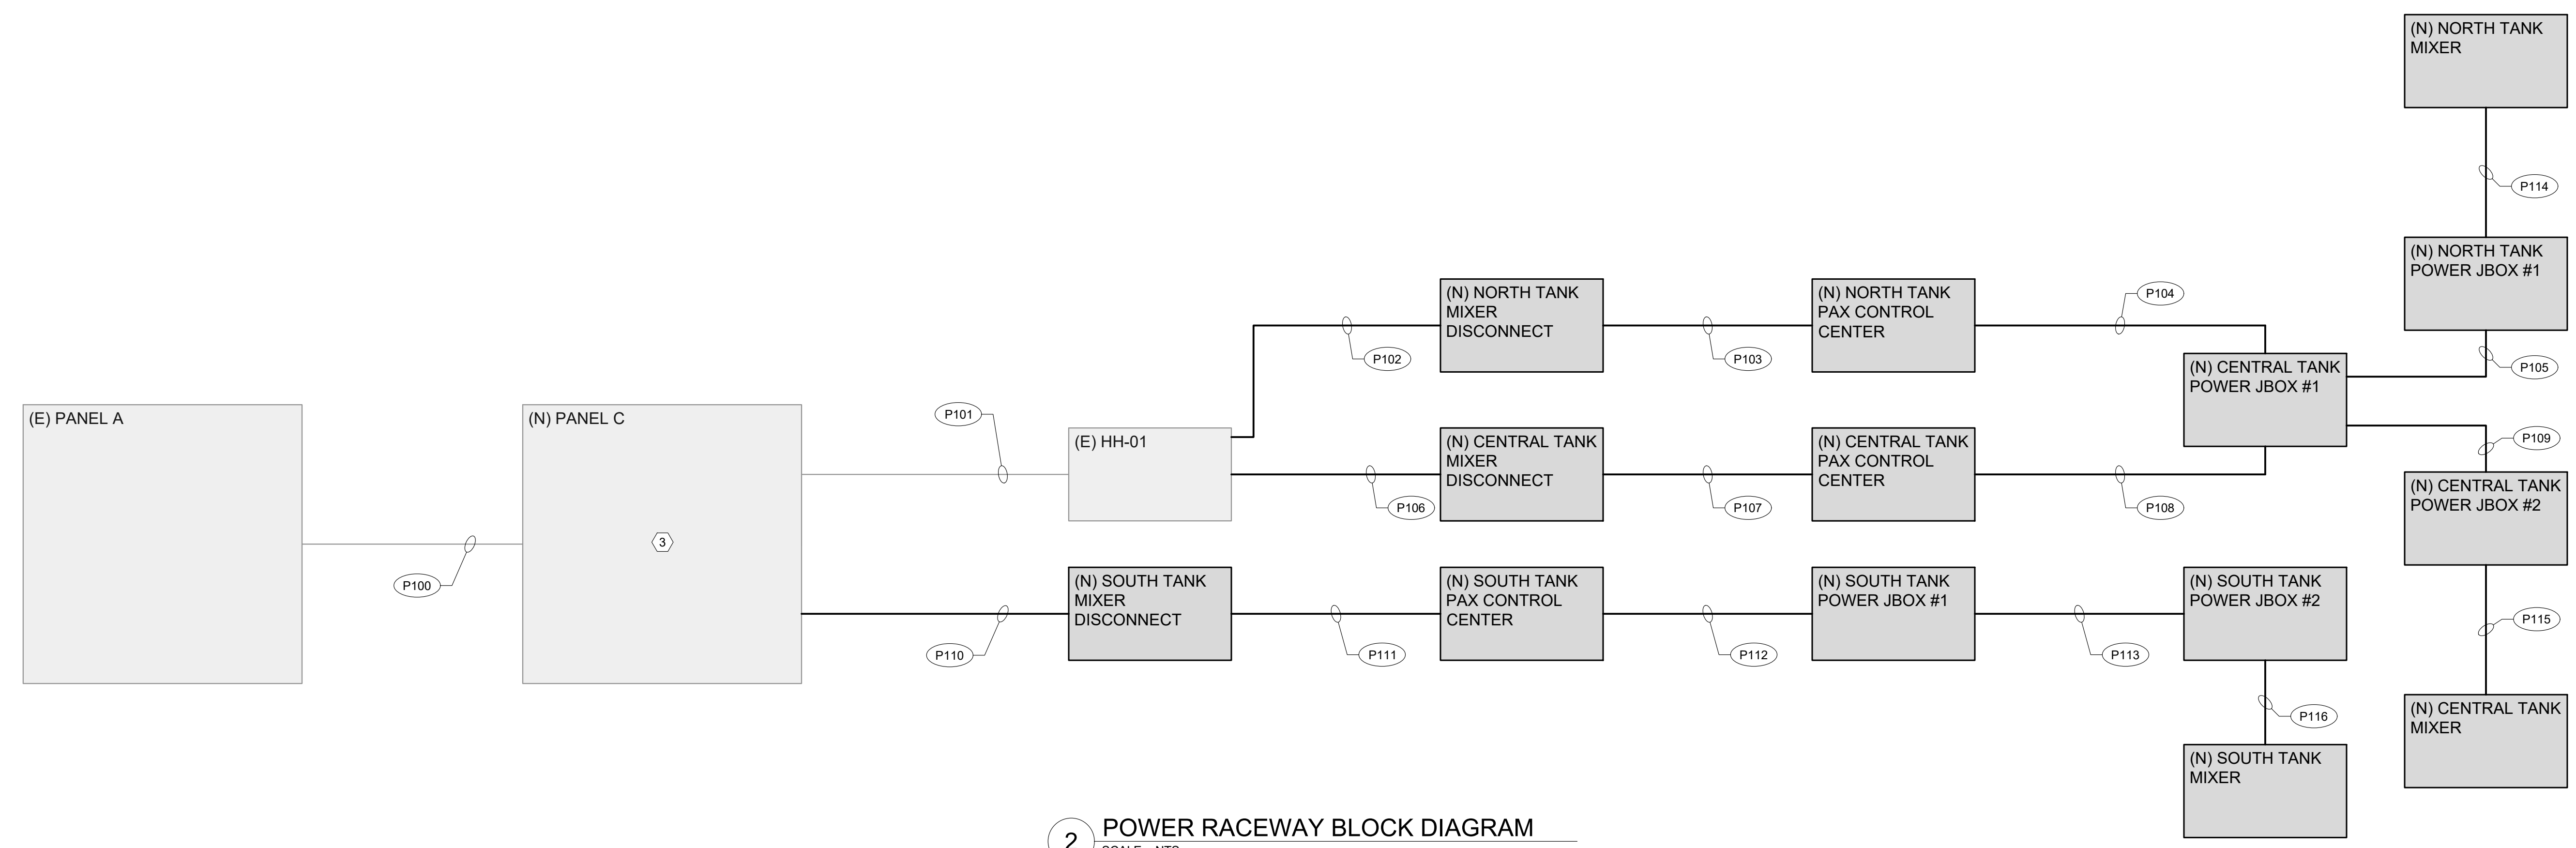 (N) NORTH TANK
MIXER
P114
(N) NORTH TANK
POWER JBOX #1
(N) NORTH TANK
MIXER
DISCONNECT
(N) NORTH TANK
PAX CONTROL
CENTER
P104
P102
P103
(N) CENTRAL TANK
POWER JBOX #1
P105
(E) PANEL A
(N) PANEL C
P101
(E) HH-01
(N) CENTRAL TANK
MIXER
DISCONNECT
(N) CENTRAL TANK
PAX CONTROL
CENTER
P109
(N) CENTRAL TANK
POWER JBOX #2
P106
P107
P108
3
P100
(N) SOUTH TANK
MIXER
DISCONNECT
(N) SOUTH TANK
PAX CONTROL
CENTER
(N) SOUTH TANK
POWER JBOX #1
(N) SOUTH TANK
POWER JBOX #2
P115
P110
P111
P112
P113
P116
(N) CENTRAL TANK
MIXER
(N) SOUTH TANK
MIXER
2
POWER RACEWAY BLOCK DIAGRAM